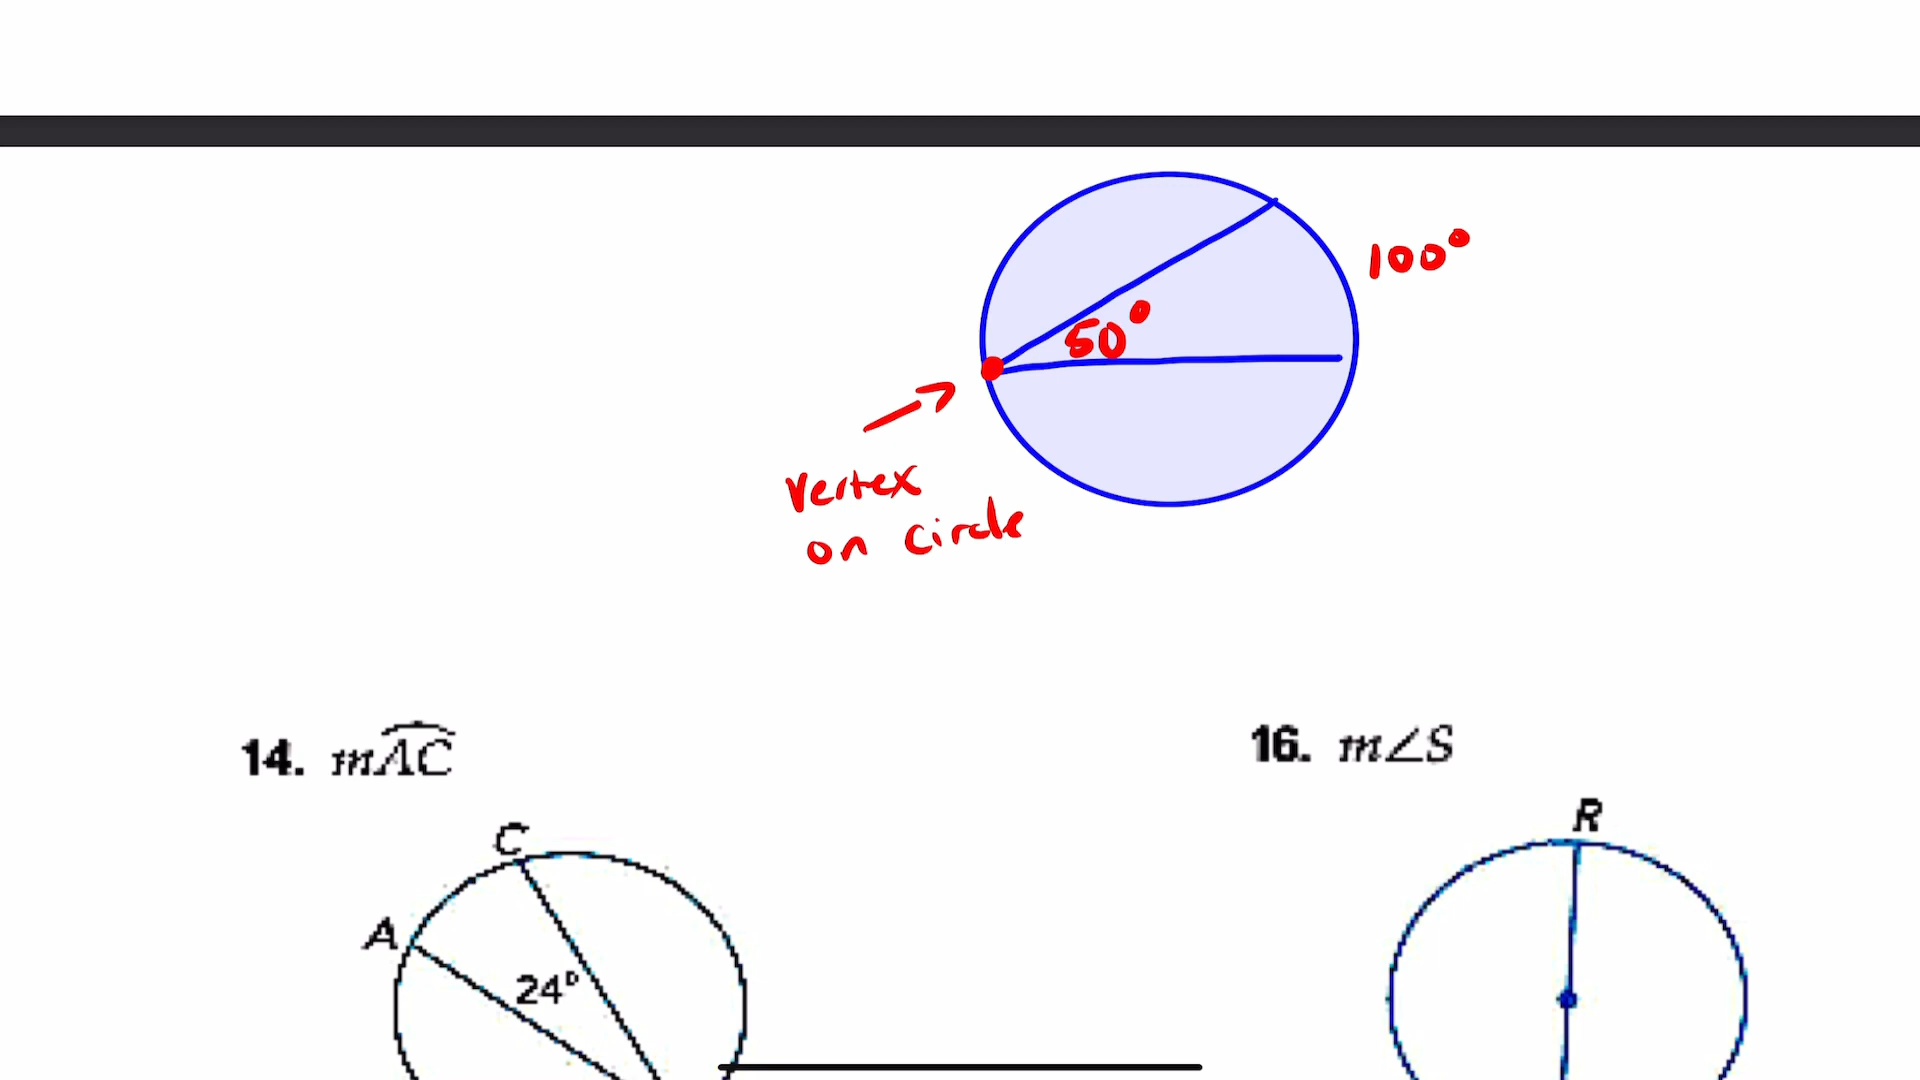 100°
50°
vertex
on circle
14. mAC
16. m∠S
R
C
A
24°